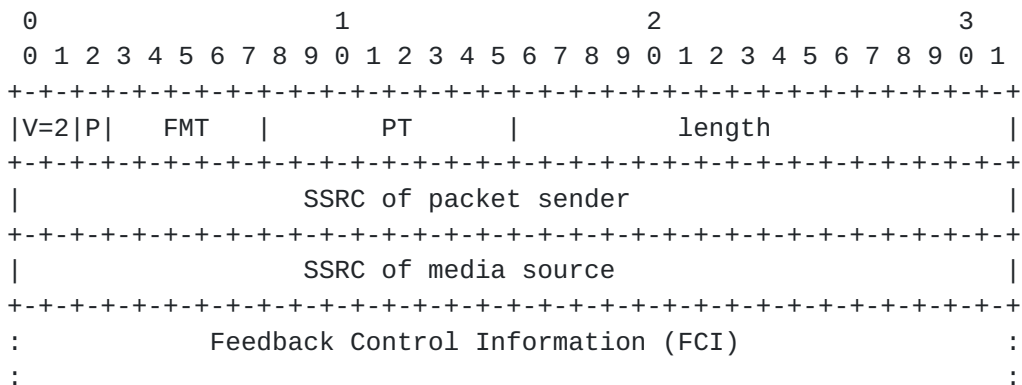 0                   1                   2                   3
 0 1 2 3 4 5 6 7 8 9 0 1 2 3 4 5 6 7 8 9 0 1 2 3 4 5 6 7 8 9 0 1
+-+-+-+-+-+-+-+-+-+-+-+-+-+-+-+-+-+-+-+-+-+-+-+-+-+-+-+-+-+-+-+-+
|V=2|P|   FMT   |       PT      |          length               |
+-+-+-+-+-+-+-+-+-+-+-+-+-+-+-+-+-+-+-+-+-+-+-+-+-+-+-+-+-+-+-+-+
|                  SSRC of packet sender                        |
+-+-+-+-+-+-+-+-+-+-+-+-+-+-+-+-+-+-+-+-+-+-+-+-+-+-+-+-+-+-+-+-+
|                  SSRC of media source                         |
+-+-+-+-+-+-+-+-+-+-+-+-+-+-+-+-+-+-+-+-+-+-+-+-+-+-+-+-+-+-+-+-+
:            Feedback Control Information (FCI)                 :
:                                                               :